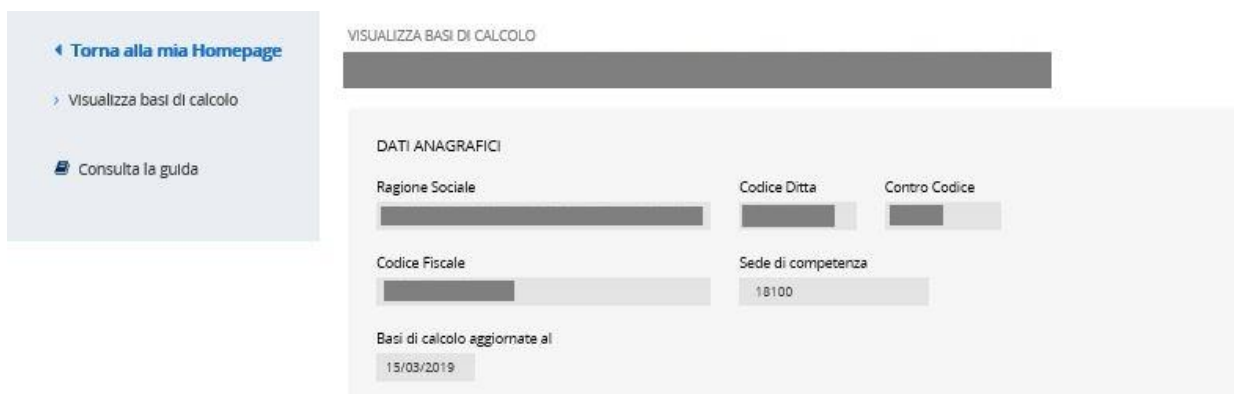 Torna alla mia Homepage
Visualizza basi di calcolo
Consulta la guida
VISUALIZZA BASI DI CALCOLO
DATI ANAGRAFICI
Ragione Sociale
Codice Ditta
Contro Codice
Codice Fiscale
Sede di competenza
18100
Basi di calcolo aggiornate al
15/03/2019